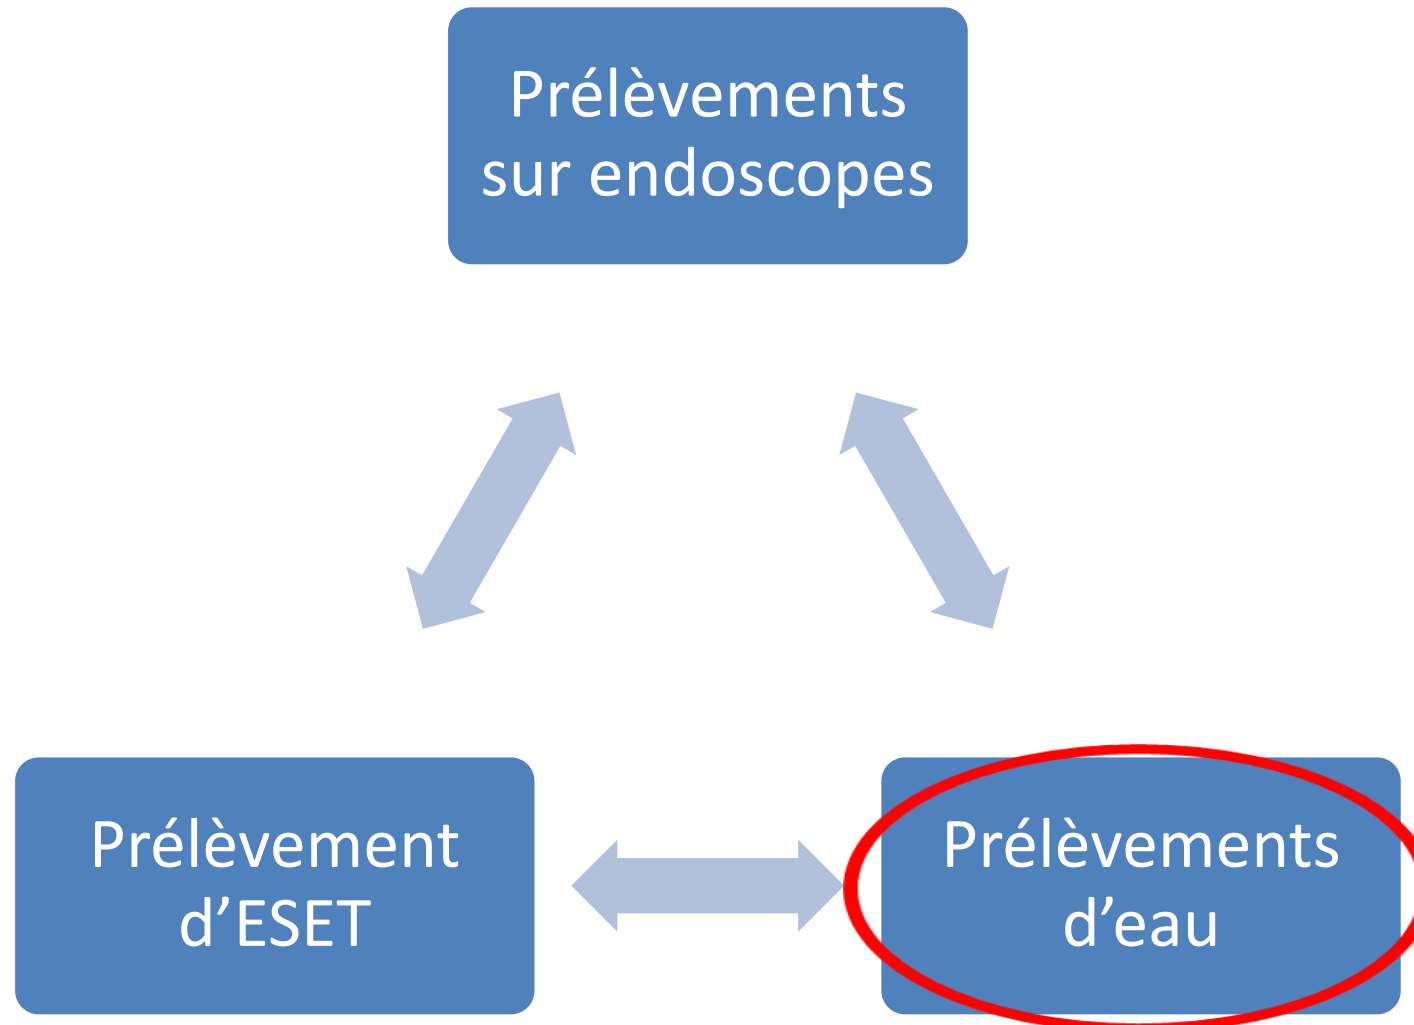 Prélèvements
sur endoscopes
Prélèvement
d’ESET
Prélèvements
d’eau